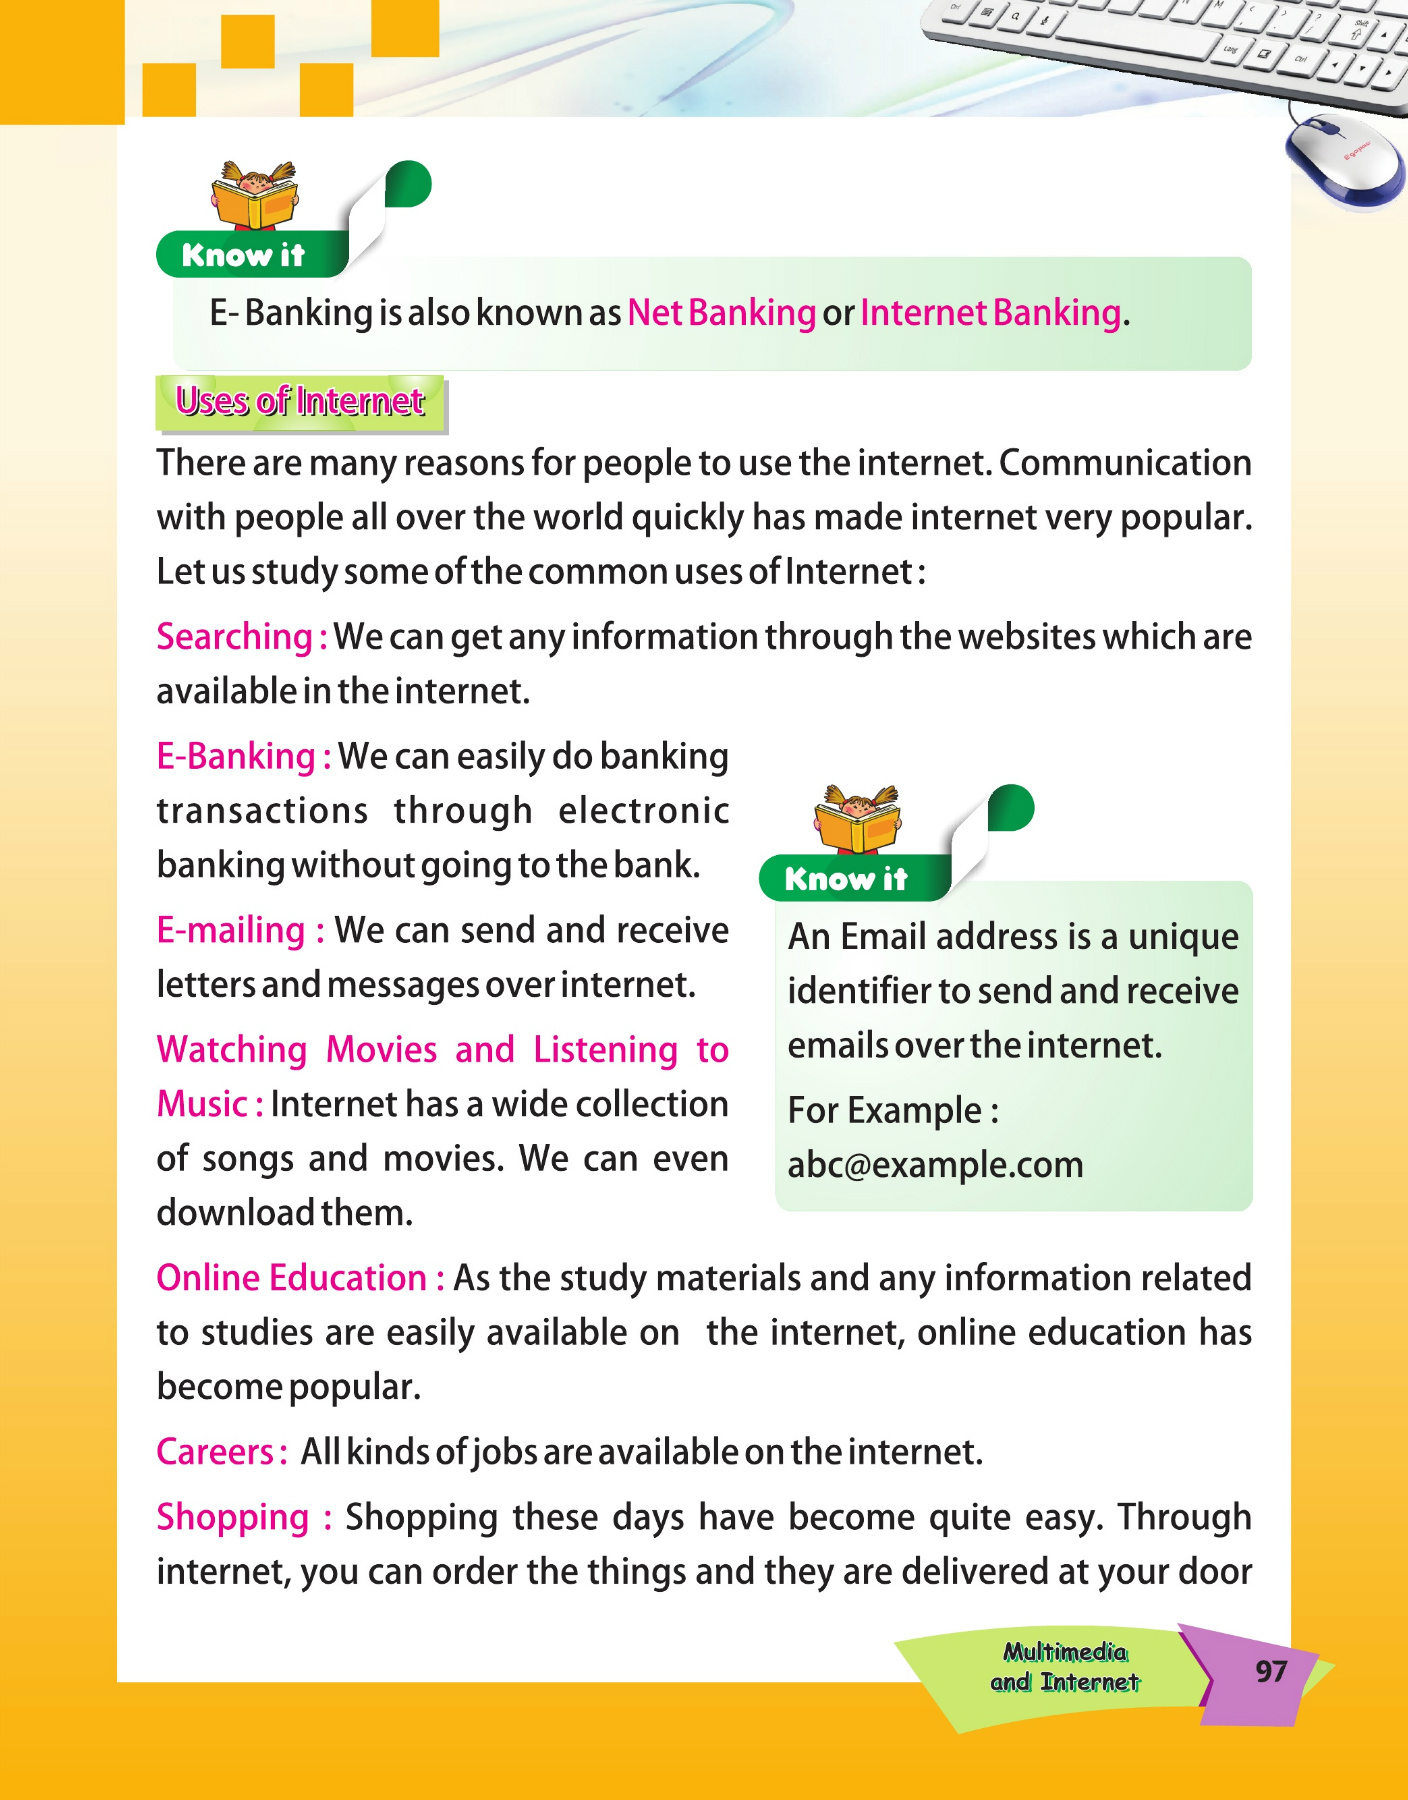 Know it
E- Banking is also known as Net Banking or Internet Banking.
Uses of Internet
There are many reasons for people to use the internet. Communication
with people all over the world quickly has made internet very popular.
Let us study some of the common uses of Internet :
Searching : We can get any information through the websites which are
available in the internet.
E-Banking : We can easily do banking
transactions through electronic
banking without going to the bank.
E-mailing : We can send and receive
letters and messages over internet.
Watching Movies and Listening to
Music : Internet has a wide collection
of songs and movies. We can even
download them.
Know it
An Email address is a unique
identifier to send and receive
emails over the internet.
For Example :
abc@example.com
Online Education : As the study materials and any information related
to studies are easily available on the internet, online education has
become popular.
Careers : All kinds of jobs are available on the internet.
Shopping : Shopping these days have become quite easy. Through
internet, you can order the things and they are delivered at your door
Multimedia
and Internet
97